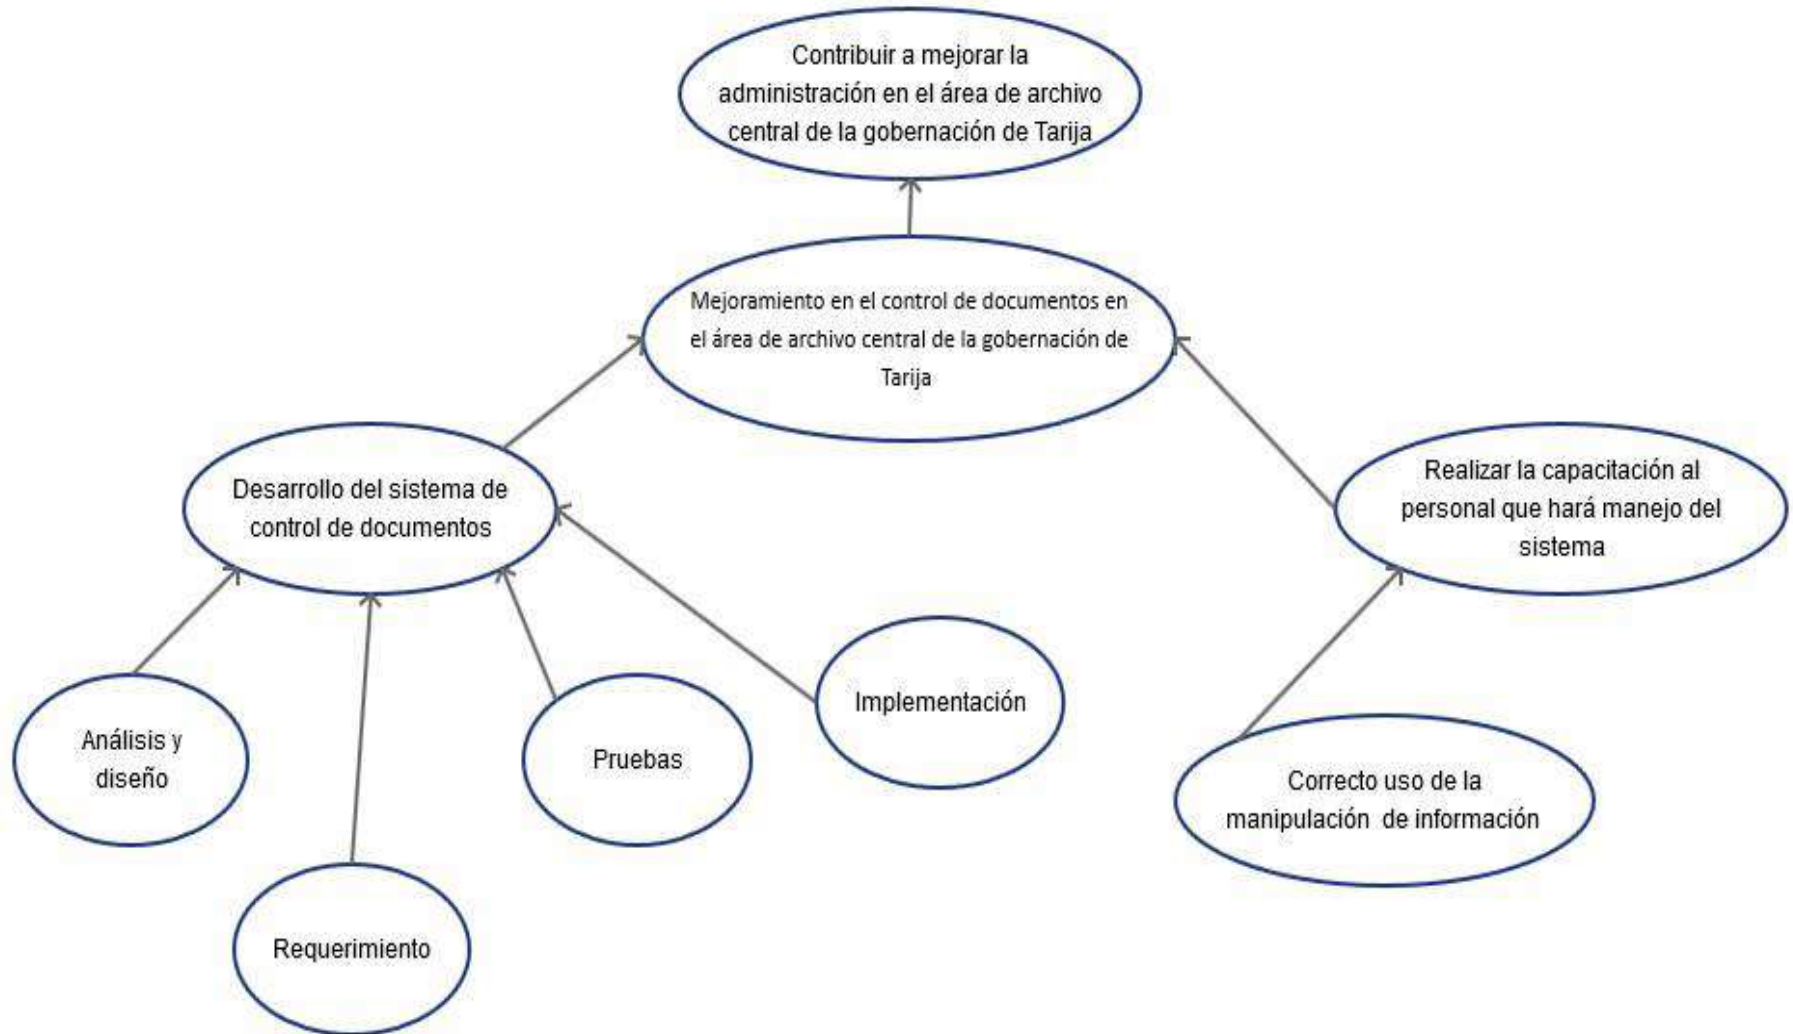 Contribuir a mejorar la
administración en el área de archivo
central de la gobernación de Tarija
Mejoramiento en el control de documentos en
el área de archivo central de la gobernación de
Tarija
Desarrollo del sistema de
control de documentos
Realizar la capacitación al
personal que hará manejo del
sistema
Análisis y
diseño
Requerimiento
Pruebas
Implementación
Correcto uso de la
manipulación  de información